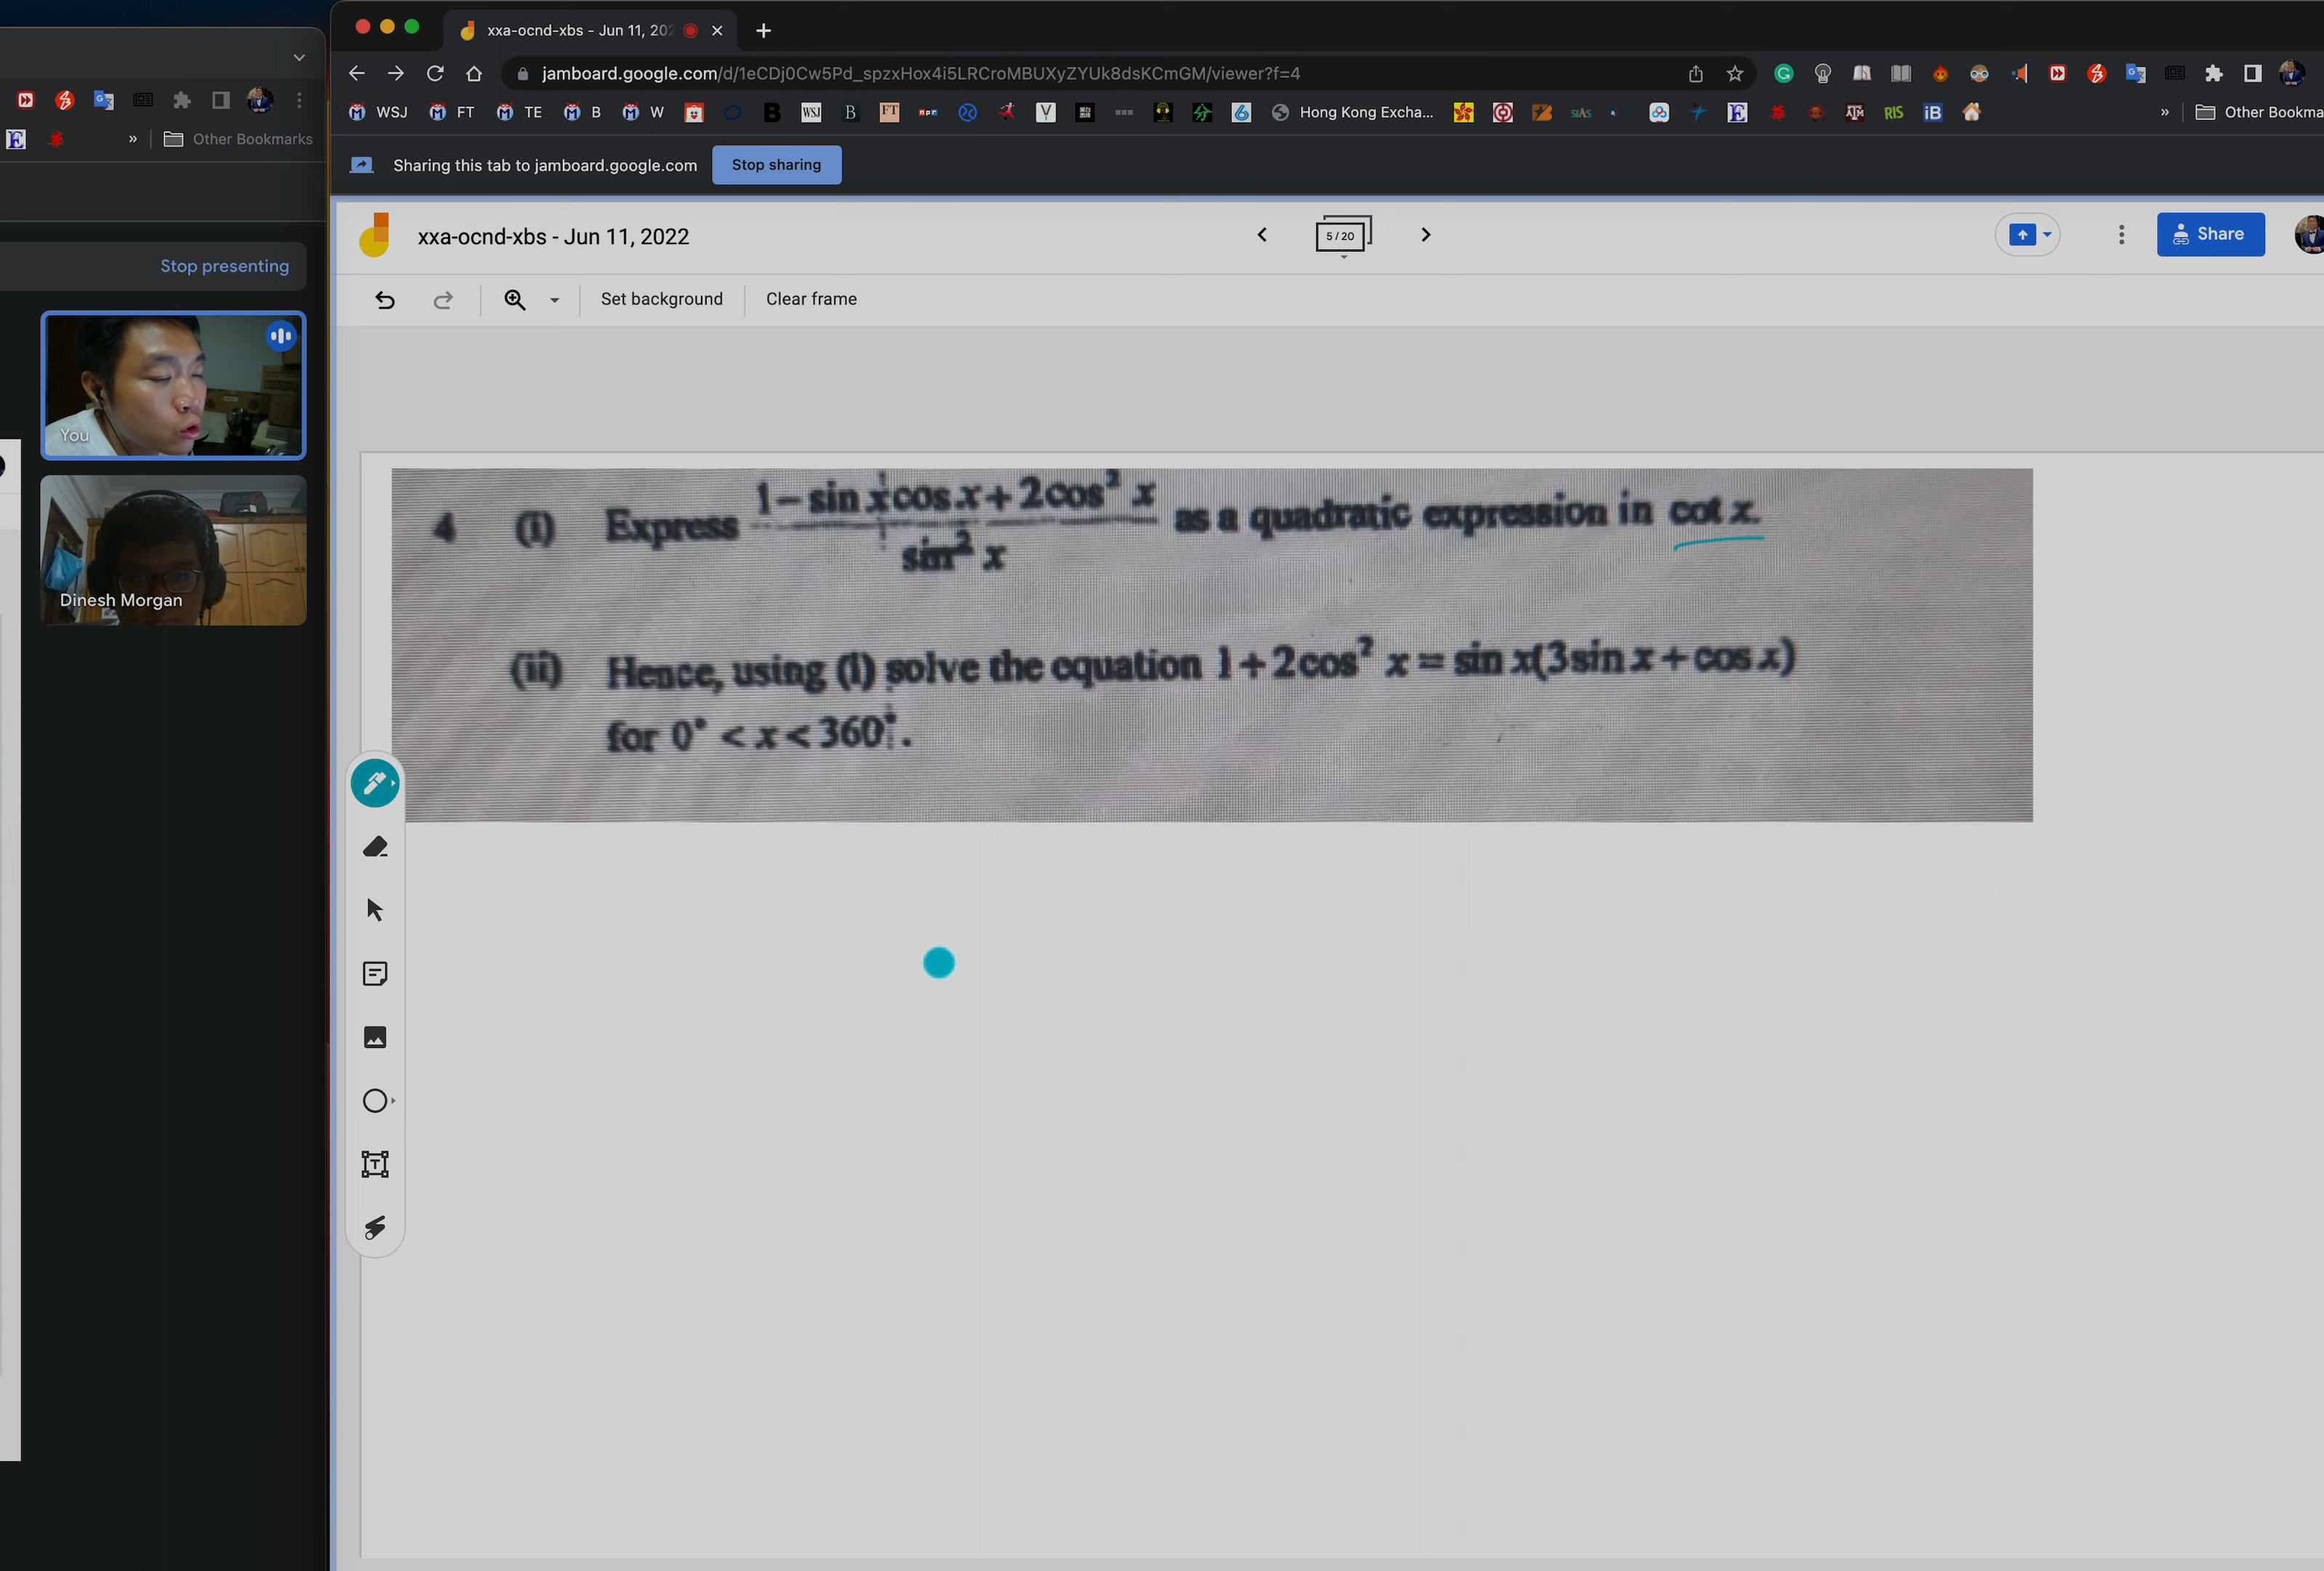 xxa-ocnd-xbs - Jun 11, 202
jamboard.google.com/d/1eCDj0Cw5Pd_spzxHox4i5LRCroMBUXyZYUk8dsKCmGM/viewer?f=4
WSJ FT TE B W Hong Kong Excha... RIS iB » Other Bookma
» Other Bookmarks
Sharing this tab to jamboard.google.com Stop sharing
xxa-ocnd-xbs - Jun 11, 2022 5 / 20 Share
Stop presenting
Set background Clear frame
You
Dinesh Morgan
4 (i) Express (1 − sin x cos x + 2cos² x) / (sin² x) as a quadratic expression in cot x.
(ii) Hence, using (i) solve the equation 1 + 2cos² x = sin x(3sin x + cos x)
for 0° < x < 360°.